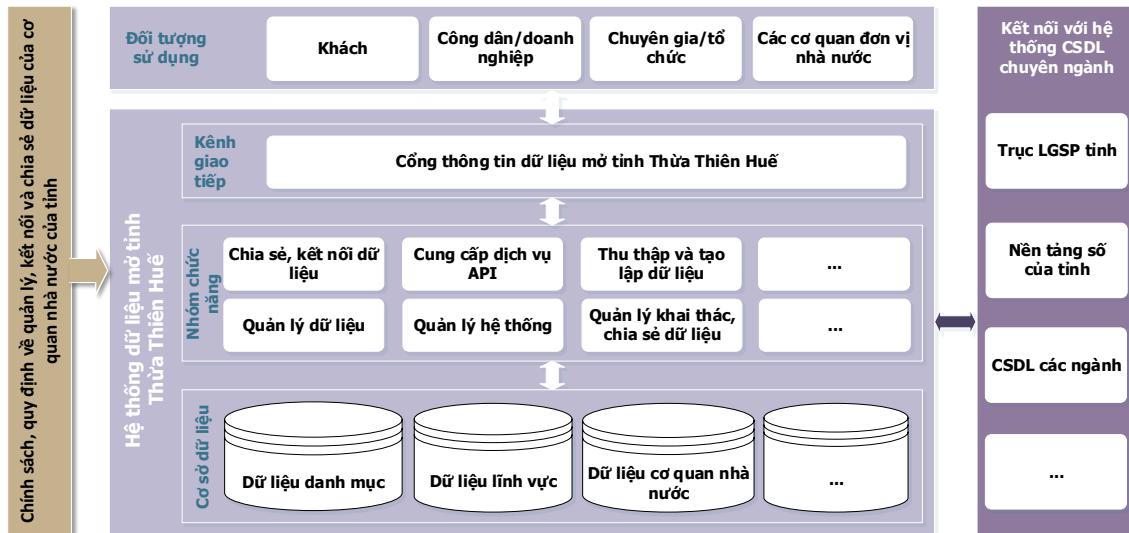 Chính sách, quy định về quản lý, kết nối và chia sẻ dữ liệu của cơ
quan nhà nước của tỉnh
Đối tượng
sử dụng
Khách
Công dân/doanh
nghiệp
Chuyên gia/tổ
chức
Các cơ quan đơn vị
nhà nước
Hệ thống dữ liệu mở tỉnh
Thừa Thiên Huế
Kênh
giao
tiếp
Cổng thông tin dữ liệu mở tỉnh Thừa Thiên Huế
Nhóm chức
năng
Chia sẻ, kết nối dữ
liệu
Cung cấp dịch vụ
API
Thu thập và tạo
lập dữ liệu
...
Quản lý dữ liệu
Quản lý hệ thống
Quản lý khai thác,
chia sẻ dữ liệu
...
Cơ sở dữ liệu
Dữ liệu danh mục
Dữ liệu lĩnh vực
Dữ liệu cơ quan nhà
nước
...
Kết nối với hệ
thống CSDL
chuyên ngành
Trục LGSP tỉnh
Nền tảng số
của tỉnh
CSDL các ngành
...